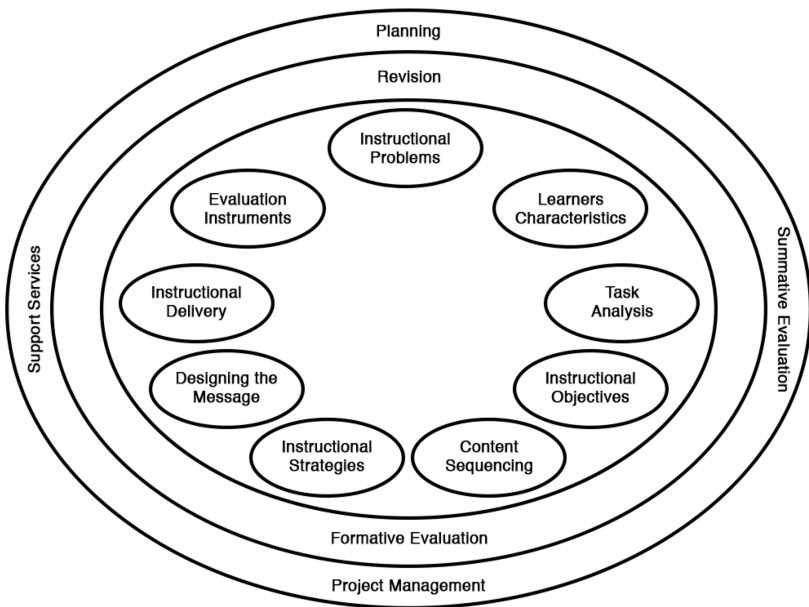 Planning
Revision
Instructional
Problems
Learners
Characteristics
Task
Analysis
Instructional
Objectives
Content
Sequencing
Instructional
Strategies
Designing the
Message
Instructional
Delivery
Evaluation
Instruments
Support Services
Summative Evaluation
Formative Evaluation
Project Management